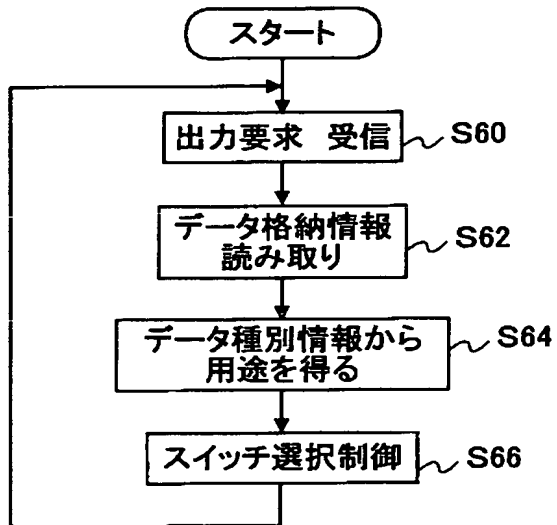 スタート
出力要求 受信
S60
データ格納情報
読み取り
S62
データ種別情報から
用途を得る
S64
スイッチ選択制御
S66